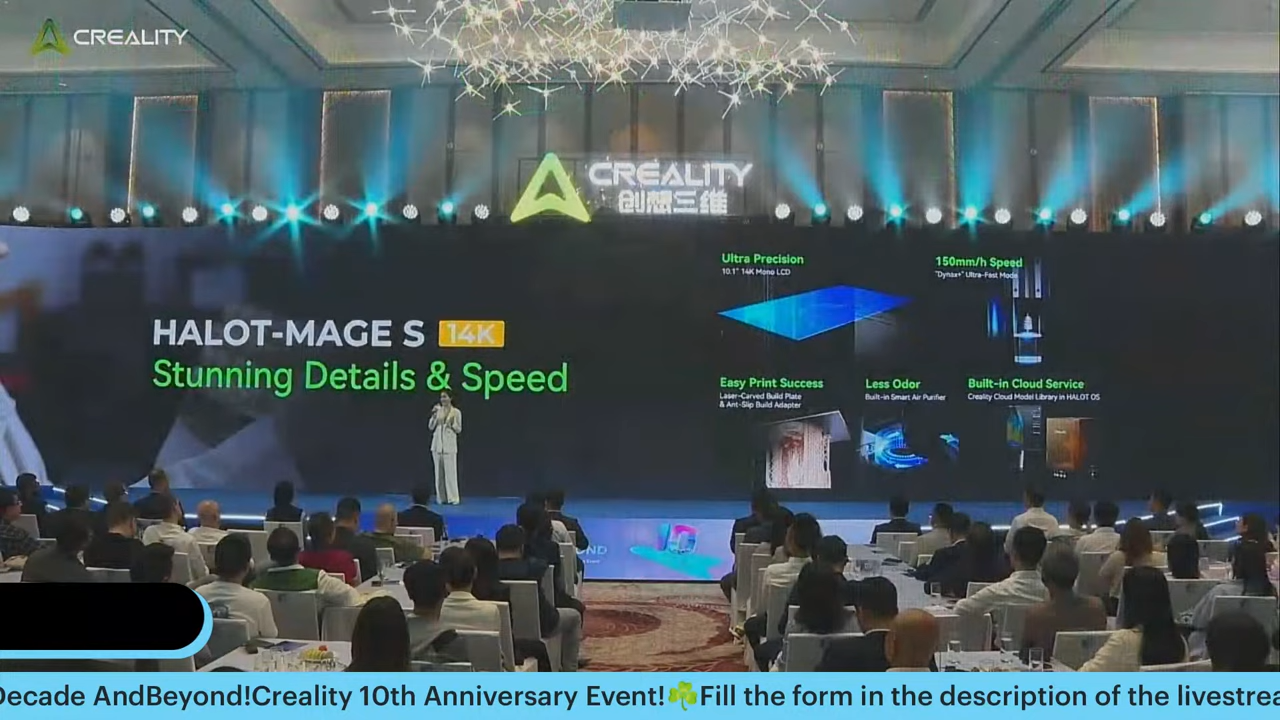 CREALITY
CREALITY
创想三维
HALOT-MAGE S 14K
Stunning Details & Speed
Ultra Precision
10.1" 14K Mono LCD
150mm/h Speed
"Dynax+" Ultra-Fast Mode
Easy Print Success
Laser-Carved Build Plate
& Ant-Slip Build Adapter
Less Odor
Built-in Smart Air Purifier
Built-in Cloud Service
Creality Cloud Model Library in HALOT OS
Decade AndBeyond!Creality 10th Anniversary Event!☘️Fill the form in the description of the livestrea